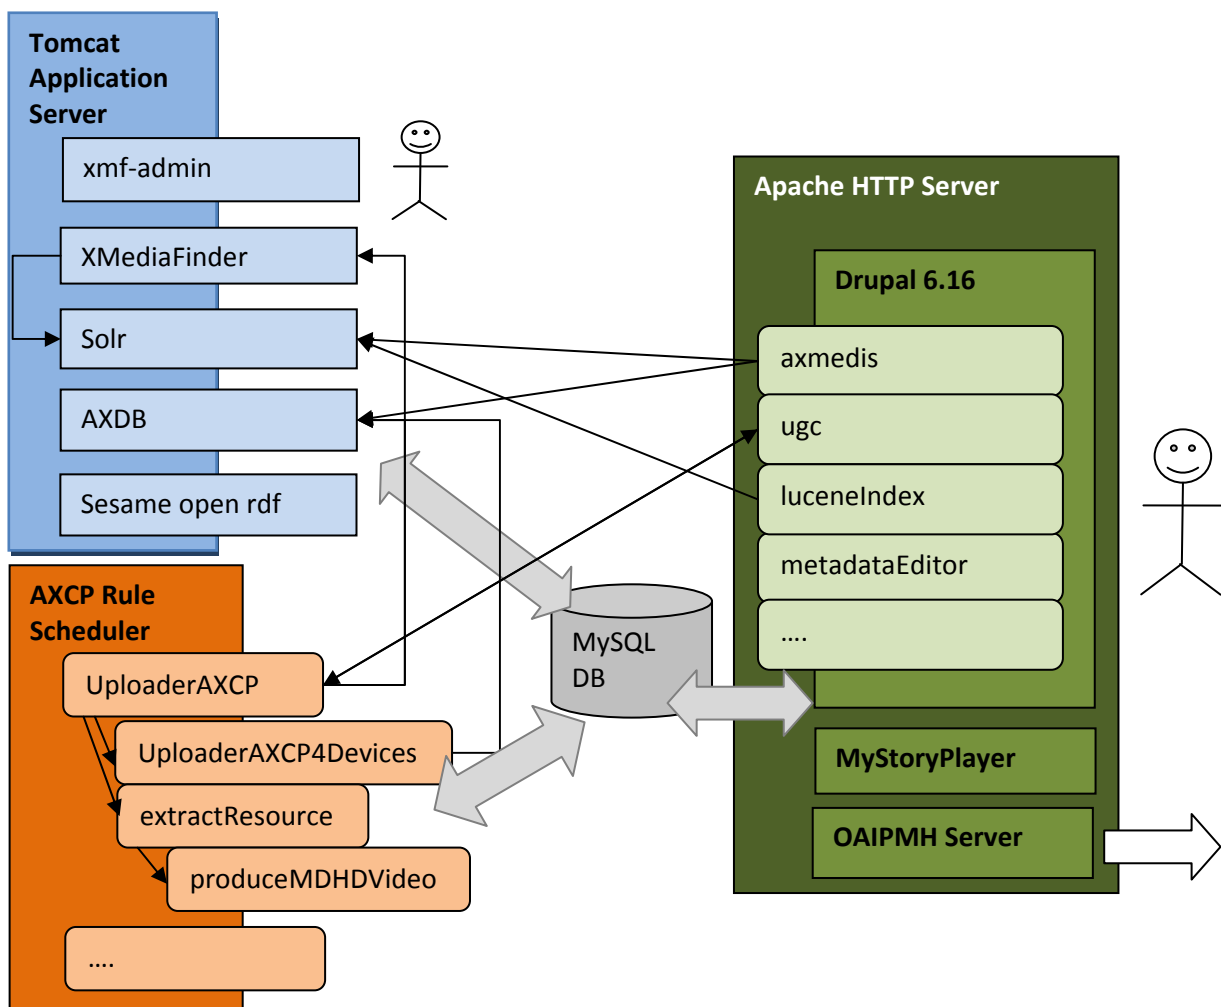 Tomcat
Application
Server
xmf-admin
XMediaFinder
Solr
AXDB
Sesame open rdf
AXCP Rule
Scheduler
UploaderAXCP
UploaderAXCP4Devices
extractResource
produceMDHDVideo
....
MySQL
DB
Apache HTTP Server
Drupal 6.16
axmedis
ugc
luceneIndex
metadataEditor
....
MyStoryPlayer
OAIPMH Server